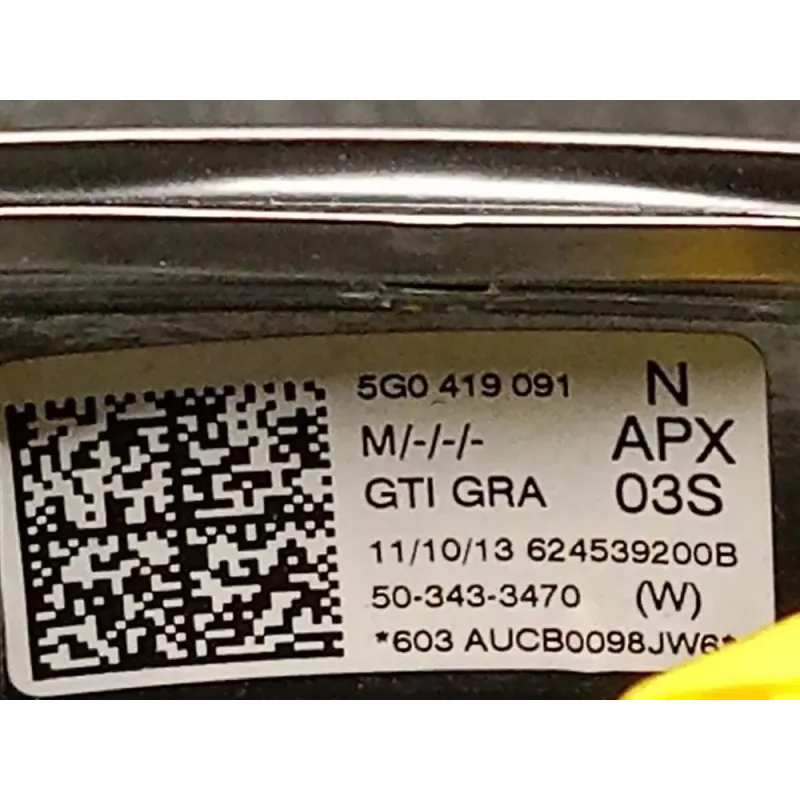 5G0 419 091 N
M/-/-/- APX
GTI GRA 03S
11/10/13 624539200B
50-343-3470 (W)
*603 AUCB0098JW6*